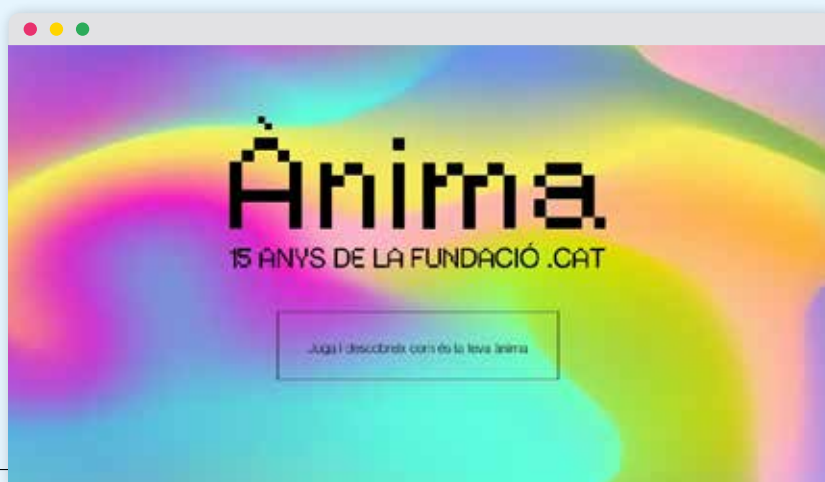 Ànima
15 ANYS DE LA FUNDACIÓ .CAT
Juga i descobreix com és la teva ànima